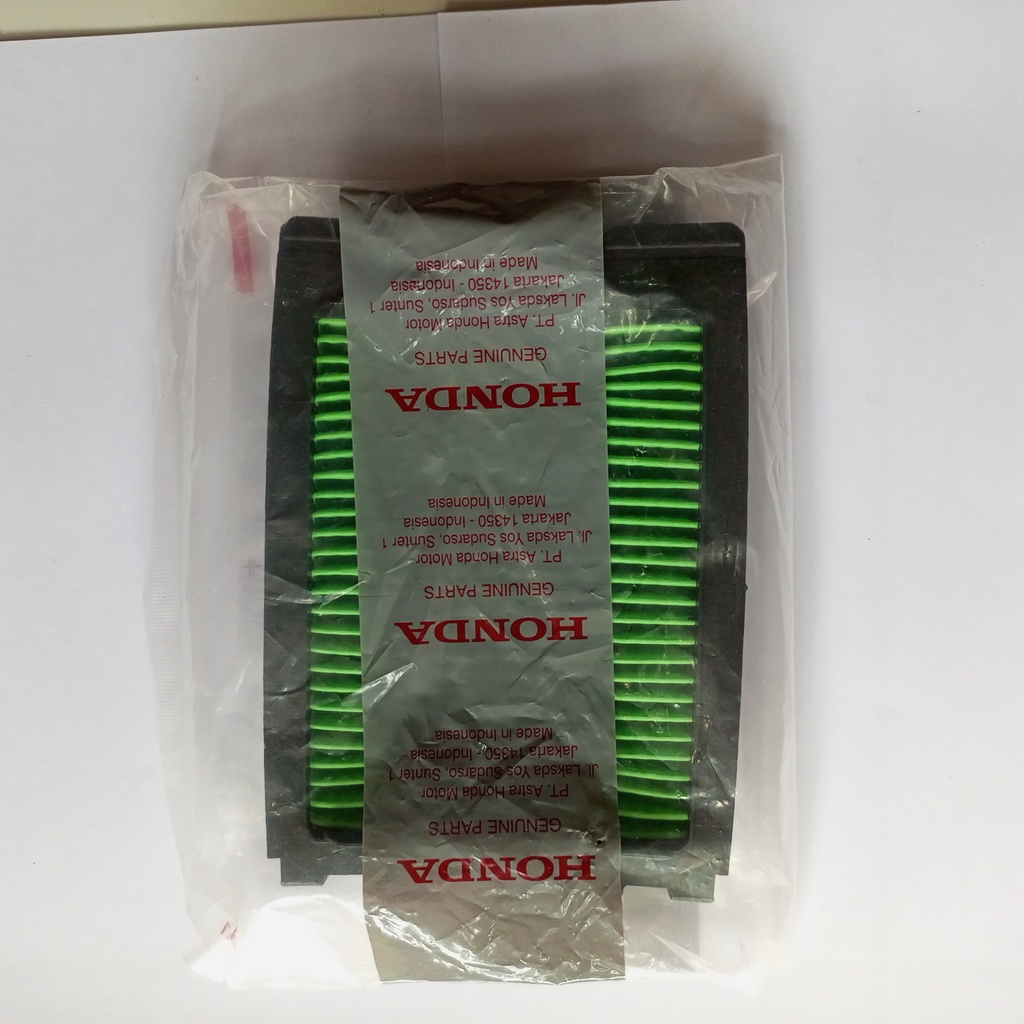 HONDA
GENUINE PARTS
PT. Astra Honda Motor
Jl. Laksda Yos Sudarso, Sunter 1
Jakarta 14350 - Indonesia
Made in Indonesia
HONDA
GENUINE PARTS
PT. Astra Honda Motor
Jl. Laksda Yos Sudarso, Sunter 1
Jakarta 14350 - Indonesia
Made in Indonesia
HONDA
GENUINE PARTS
PT. Astra Honda Motor
Jl. Laksda Yos Sudarso, Sunter 1
Jakarta 14350 - Indonesia
Made in Indonesia